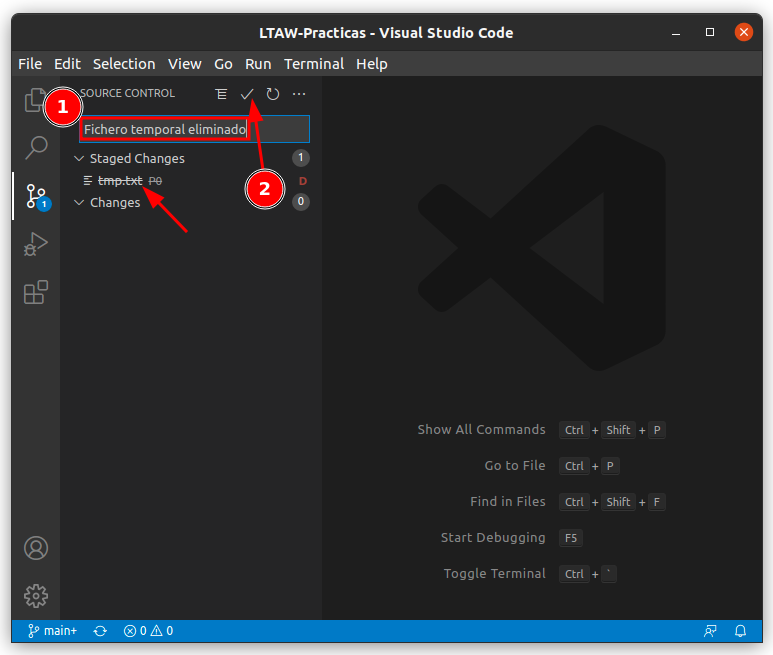 LTAW-Practicas - Visual Studio Code
File Edit Selection View Go Run Terminal Help
1
SOURCE CONTROL
Fichero temporal eliminado
Staged Changes 1
tmp.txt P0 D
2
Changes 0
1
Show All Commands Ctrl + Shift + P
Go to File Ctrl + P
Find in Files Ctrl + Shift + F
Start Debugging F5
Toggle Terminal Ctrl + `
main+ 0 0